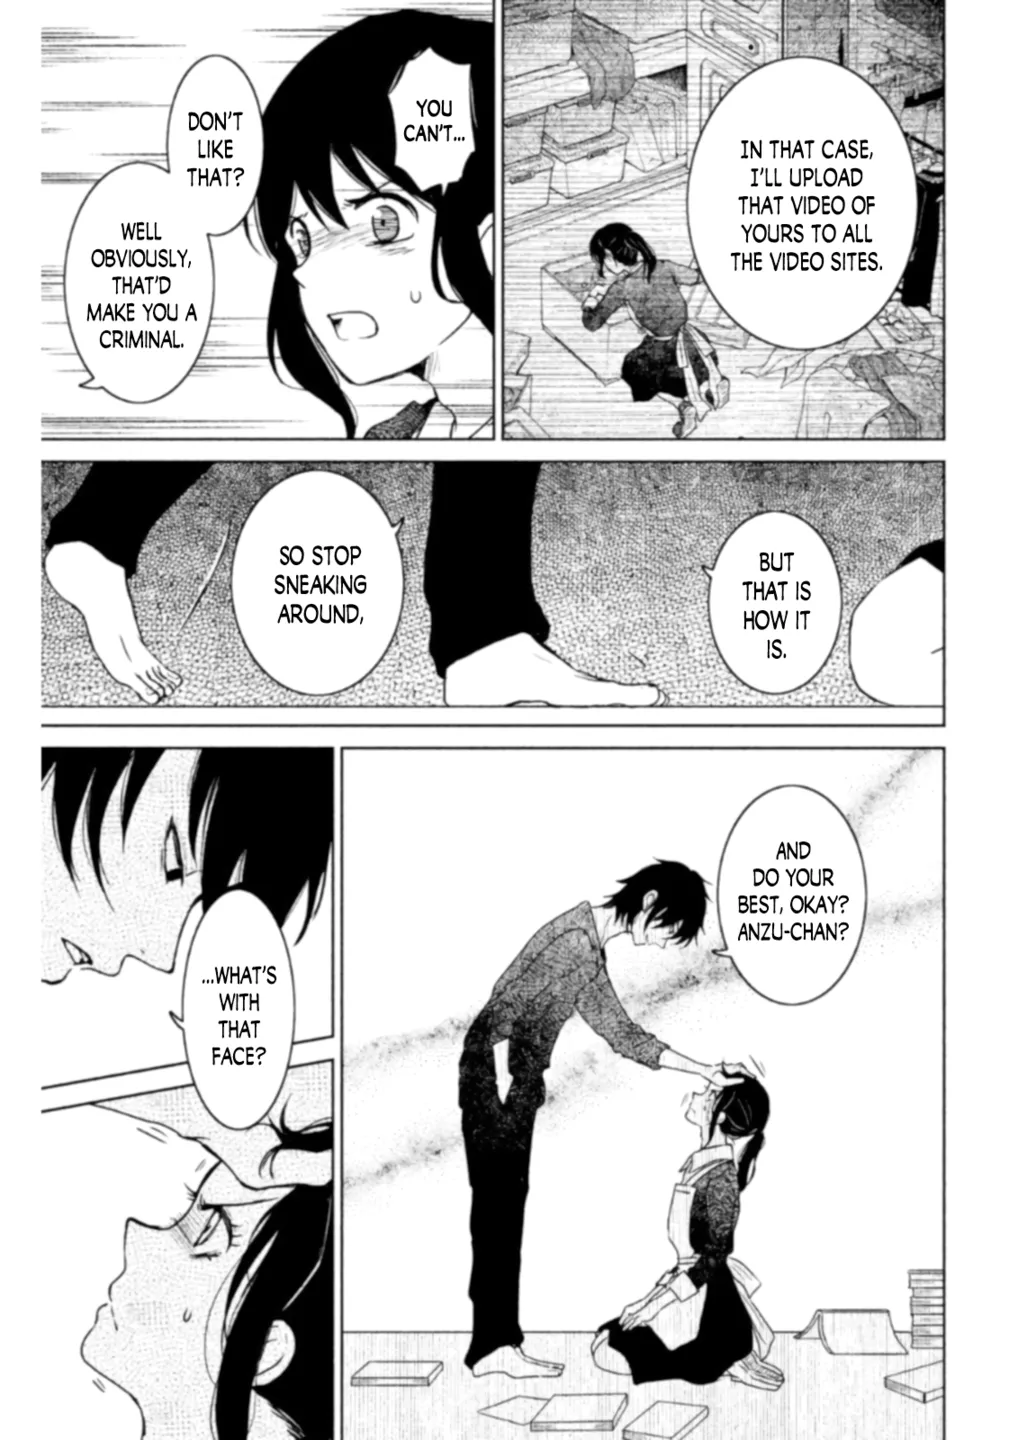 IN THAT CASE,
I'LL UPLOAD
THAT VIDEO OF
YOURS TO ALL
THE VIDEO SITES.
YOU
CAN'T...
DON'T
LIKE
THAT?
WELL
OBVIOUSLY,
THAT'D
MAKE YOU A
CRIMINAL.
BUT
THAT IS
HOW IT
IS.
SO STOP
SNEAKING
AROUND,
AND
DO YOUR
BEST, OKAY?
ANZU-CHAN?
...WHAT'S
WITH
THAT
FACE?